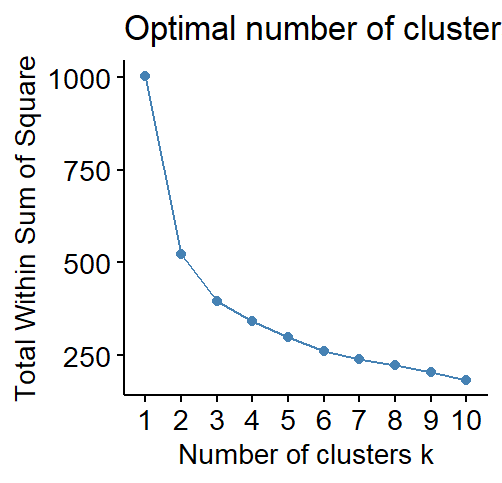 Optimal number of cluster
Total Within Sum of Square
1000
750
500
250
1 2 3 4 5 6 7 8 9 10
Number of clusters k